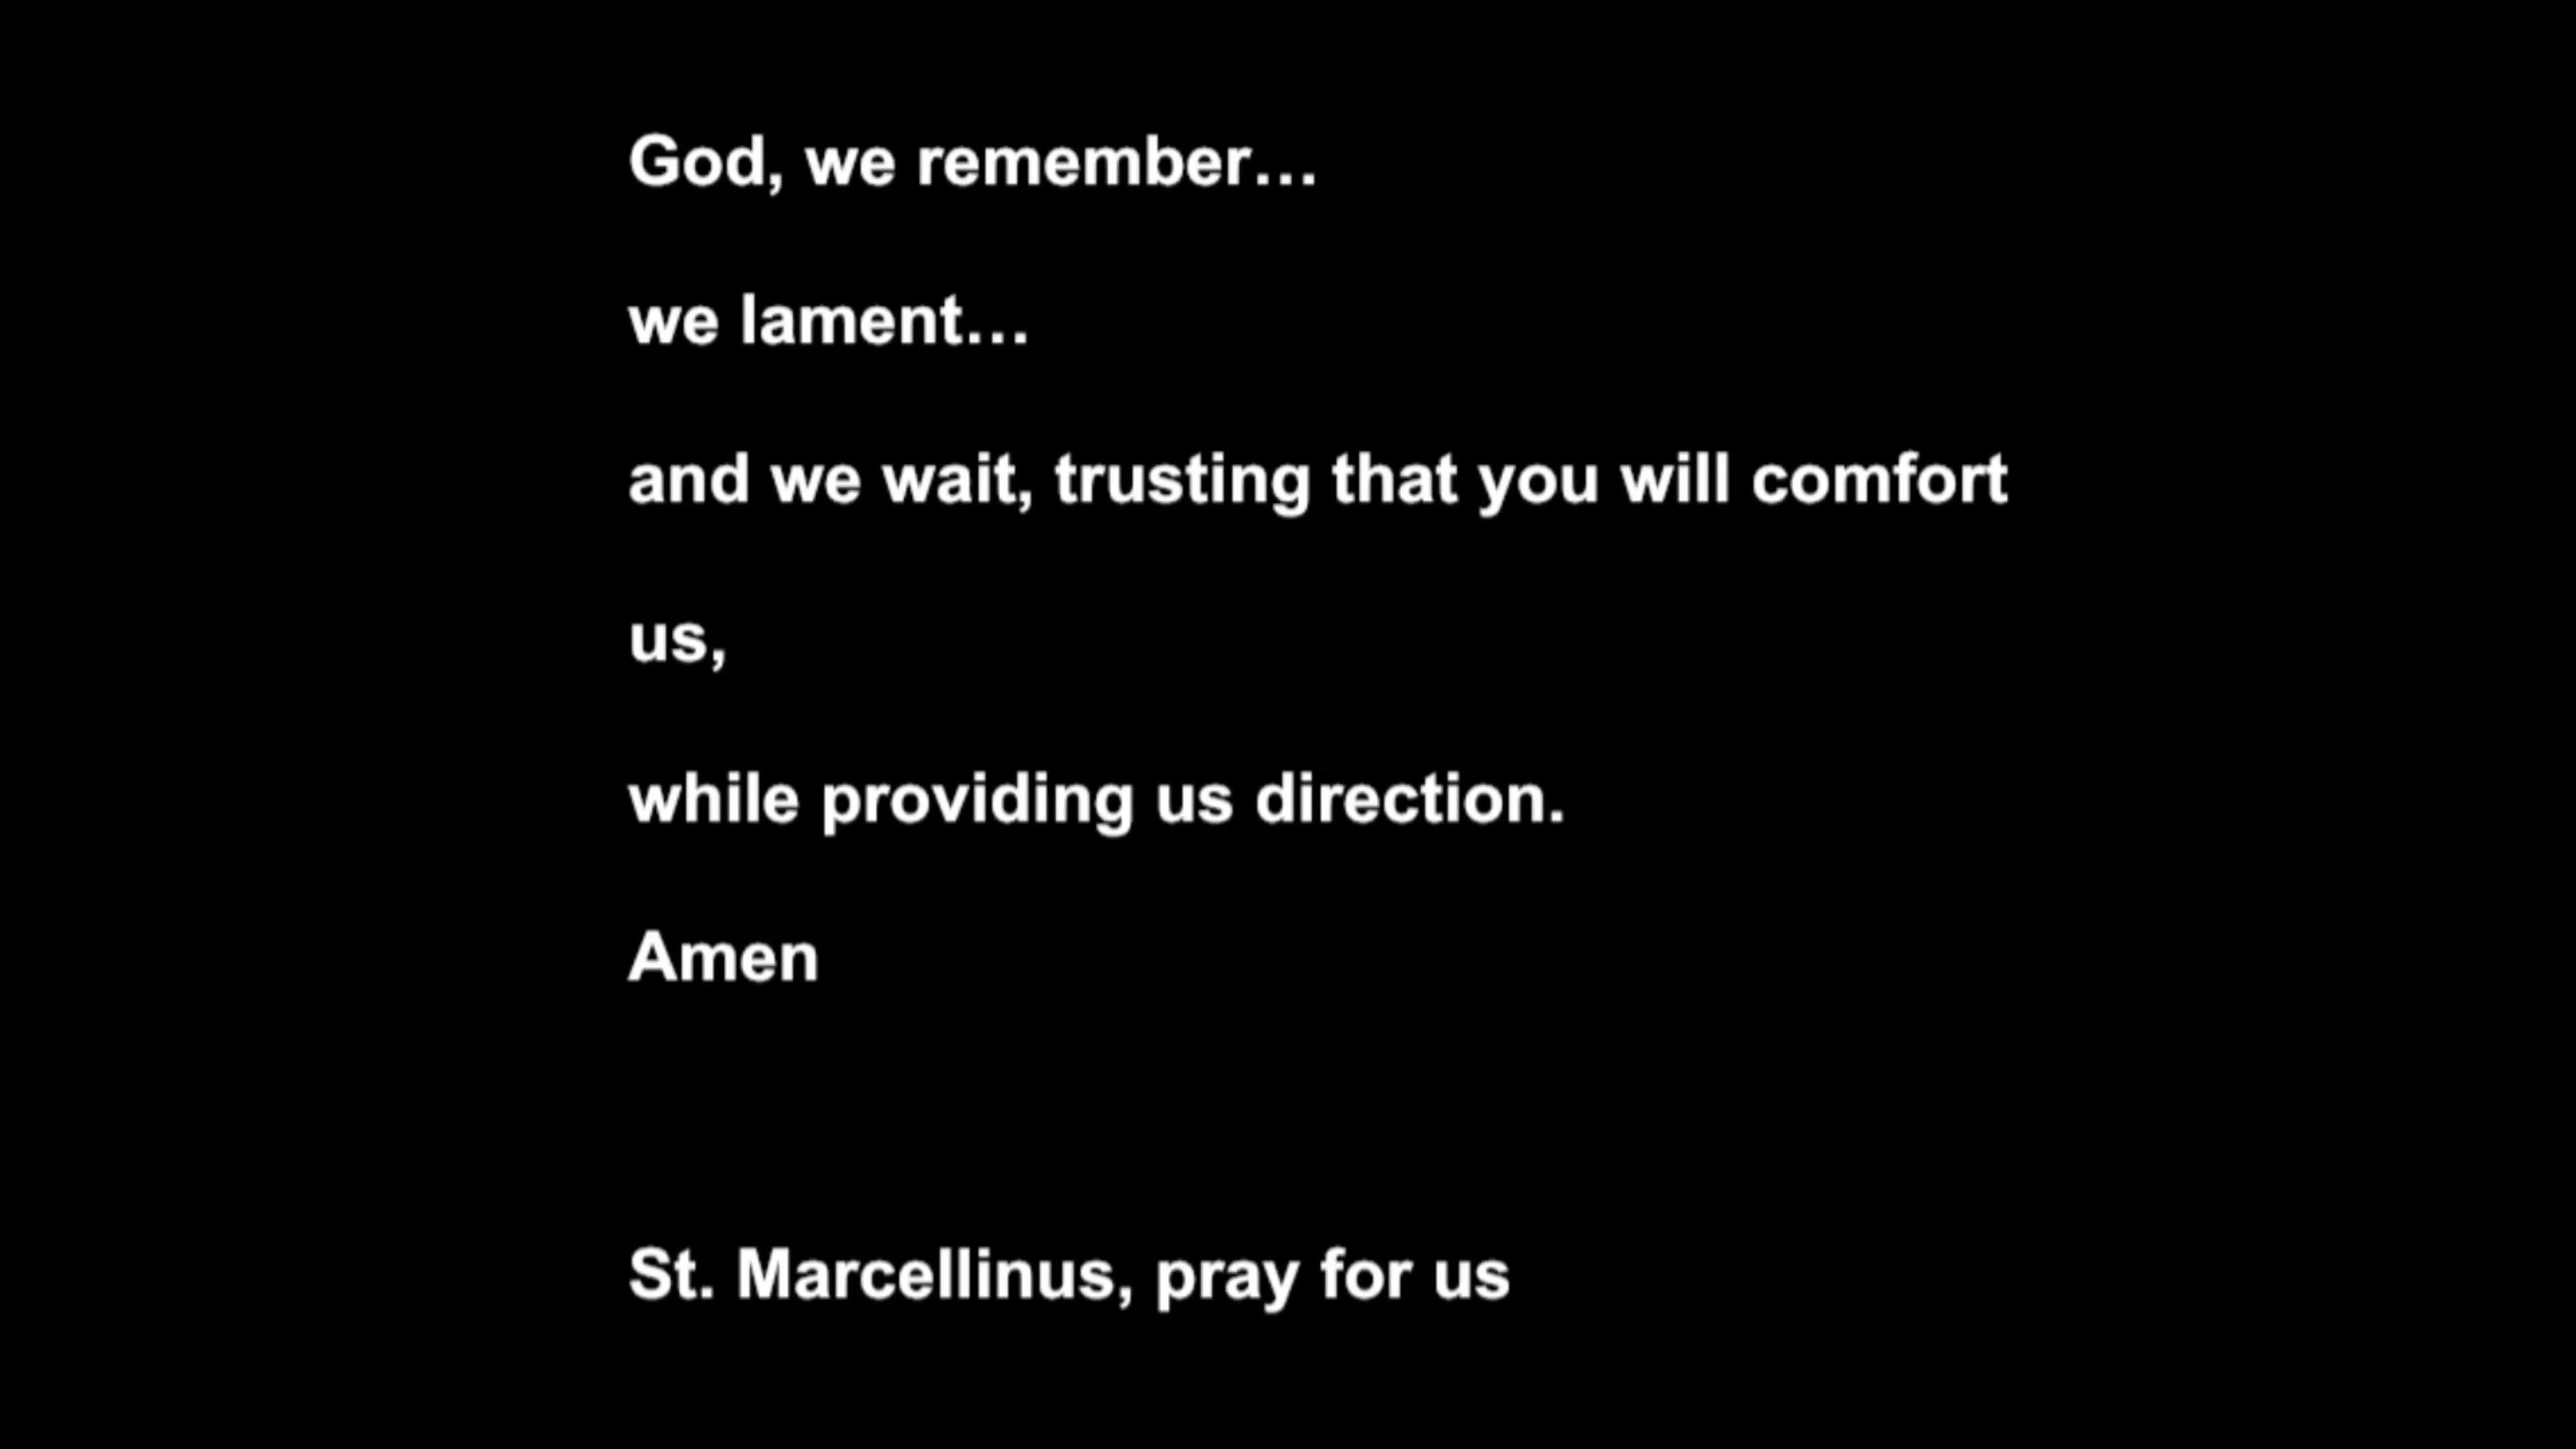 God, we remember…
we lament…
and we wait, trusting that you will comfort
us,
while providing us direction.
Amen
St. Marcellinus, pray for us